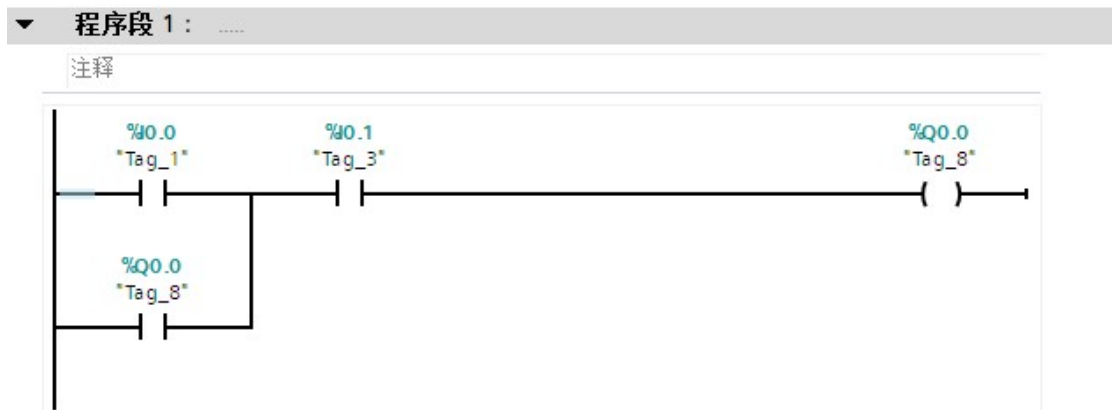 程序段 1： .....
注释
%I0.0
"Tag_1"
%I0.1
"Tag_3"
%Q0.0
"Tag_8"
%Q0.0
"Tag_8"